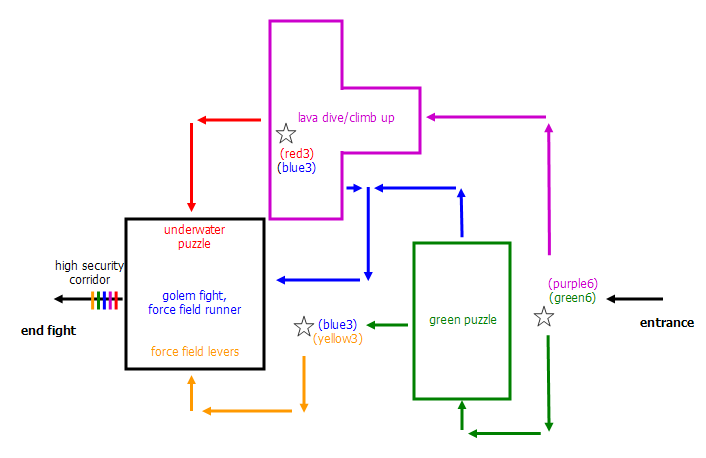 lava dive/climb up
(red3)
(blue3)
underwater
puzzle
high security
corridor
golem fight,
force field runner
end fight
force field levers
(blue3)
(yellow3)
green puzzle
(purple6)
(green6)
entrance